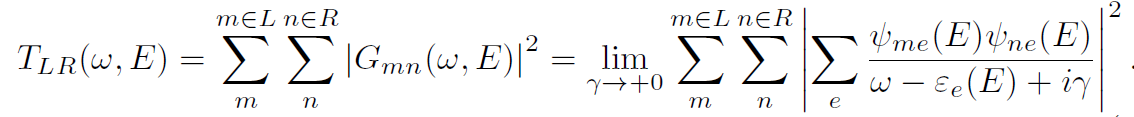 T_{LR}(\omega, E) = \sum_{m}^{m \in L} \sum_{n}^{n \in R} |G_{mn}(\omega, E)|^2 = \lim_{\gamma \to +0} \sum_{m}^{m \in L} \sum_{n}^{n \in R} \left| \sum_{e} \frac{\psi_{me}(E)\psi_{ne}(E)}{\omega - \varepsilon_e(E) + i\gamma} \right|^2 .